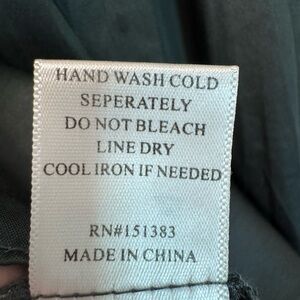 HAND WASH COLD
SEPERATELY
DO NOT BLEACH
LINE DRY
COOL IRON IF NEEDED
RN#151383
MADE IN CHINA